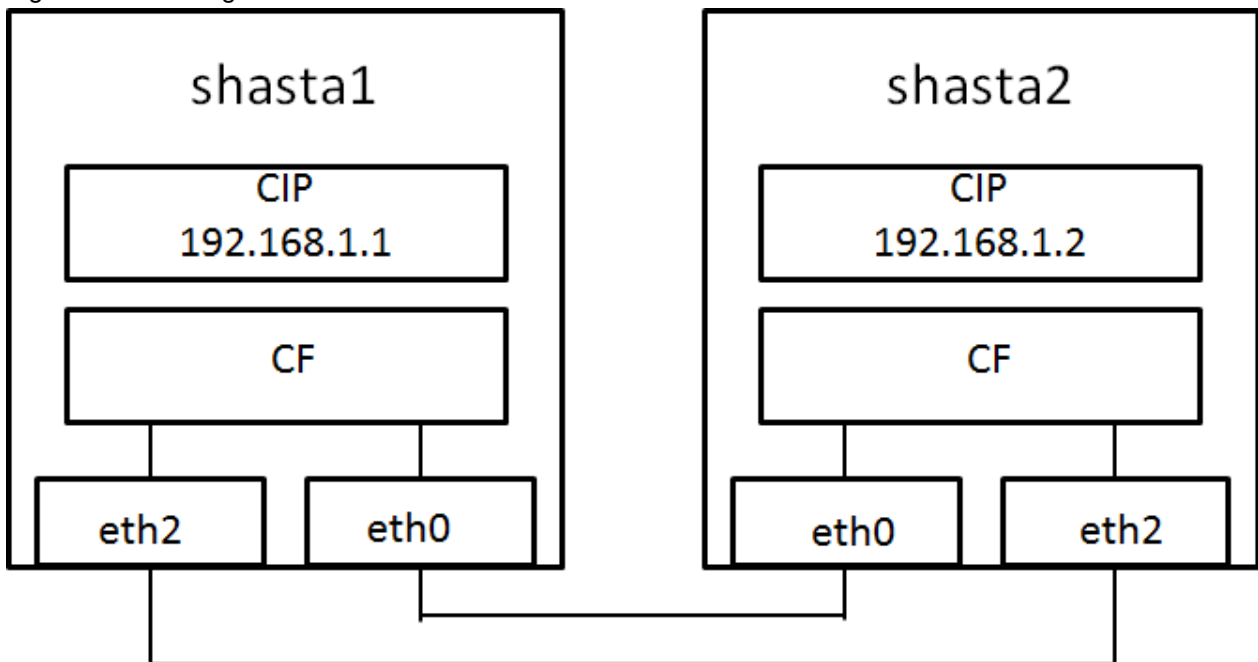 shasta1
CIP
192.168.1.1
CF
eth2
eth0
shasta2
CIP
192.168.1.2
CF
eth0
eth2